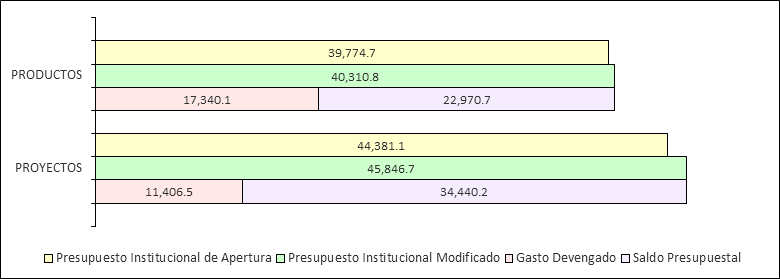 39,774.7
PRODUCTOS
40,310.8
17,340.1 22,970.7
44,381.1
PROYECTOS
45,846.7
11,406.5 34,440.2
Presupuesto Institucional de Apertura Presupuesto Institucional Modificado Gasto Devengado Saldo Presupuestal